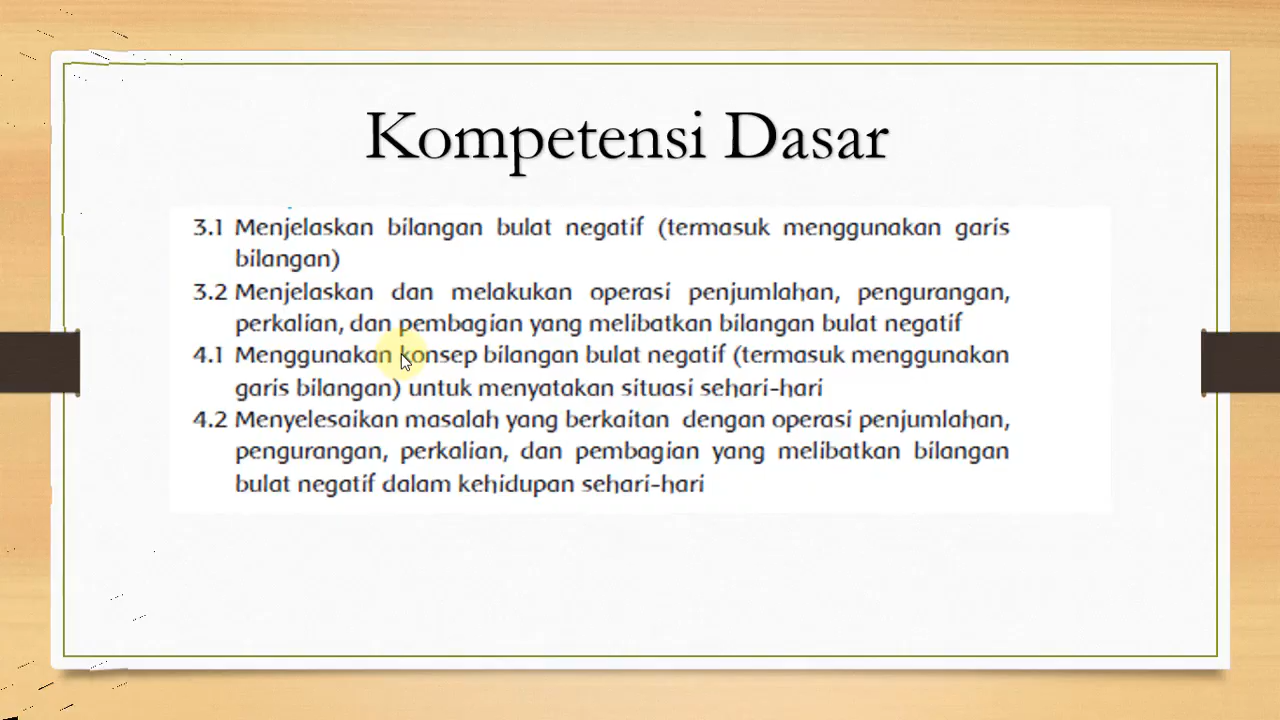 Kompetensi Dasar
3.1 Menjelaskan bilangan bulat negatif (termasuk menggunakan garis
bilangan)
3.2 Menjelaskan dan melakukan operasi penjumlahan, pengurangan,
perkalian, dan pembagian yang melibatkan bilangan bulat negatif
4.1 Menggunakan konsep bilangan bulat negatif (termasuk menggunakan
garis bilangan) untuk menyatakan situasi sehari-hari
4.2 Menyelesaikan masalah yang berkaitan dengan operasi penjumlahan,
pengurangan, perkalian, dan pembagian yang melibatkan bilangan
bulat negatif dalam kehidupan sehari-hari